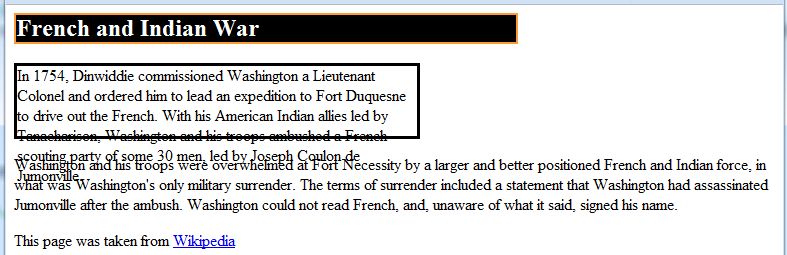 French and Indian War
In 1754, Dinwiddie commissioned Washington a Lieutenant
Colonel and ordered him to lead an expedition to Fort Duquesne
to drive out the French. With his American Indian allies led by
Tanacharison, Washington and his troops ambushed a French
scouting party of some 30 men, led by Joseph Coulon de
Jumonville.
Washington and his troops were overwhelmed at Fort Necessity by a larger and better positioned French and Indian force, in
what was Washington's only military surrender. The terms of surrender included a statement that Washington had assassinated
Jumonville after the ambush. Washington could not read French, and, unaware of what it said, signed his name.
This page was taken from Wikipedia